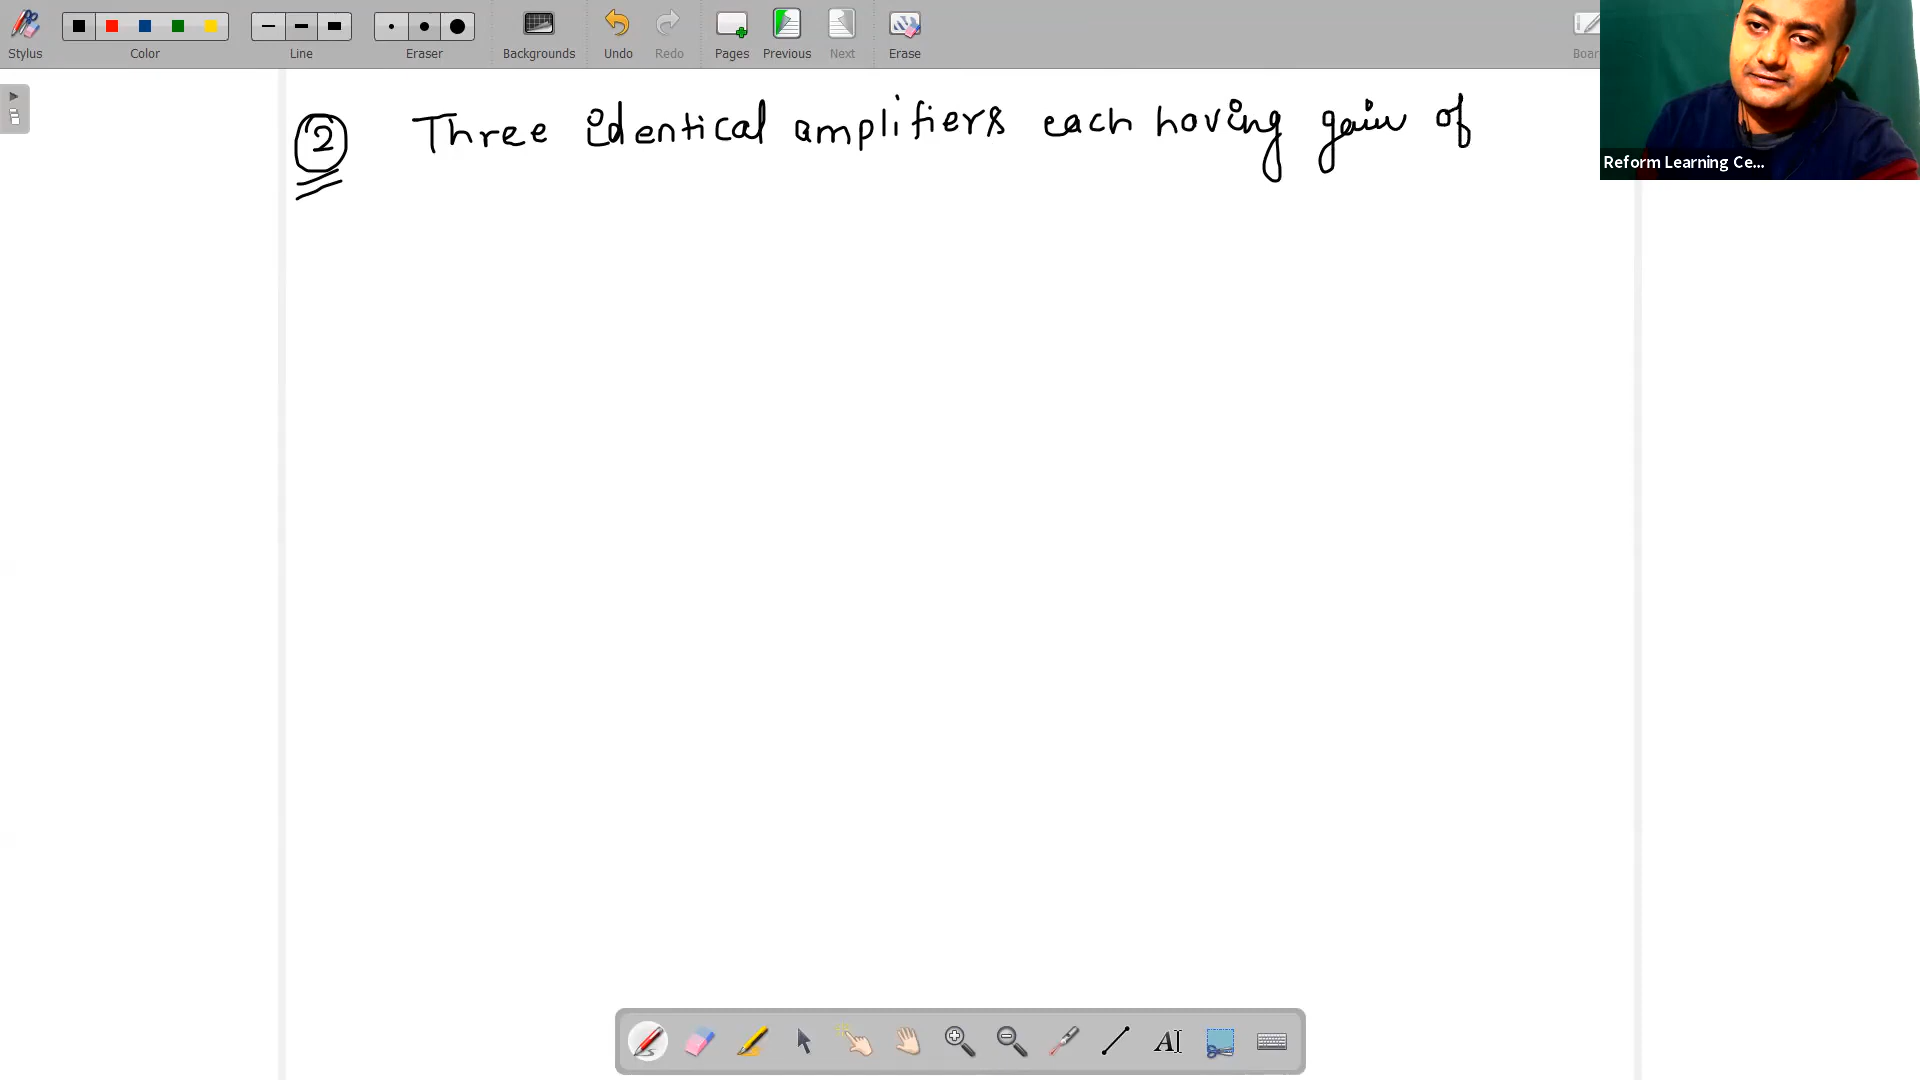 Stylus Color Line Eraser Backgrounds Undo Redo Pages Previous Next Erase Boar
Reform Learning Ce...
② Three identical amplifiers each having gain of